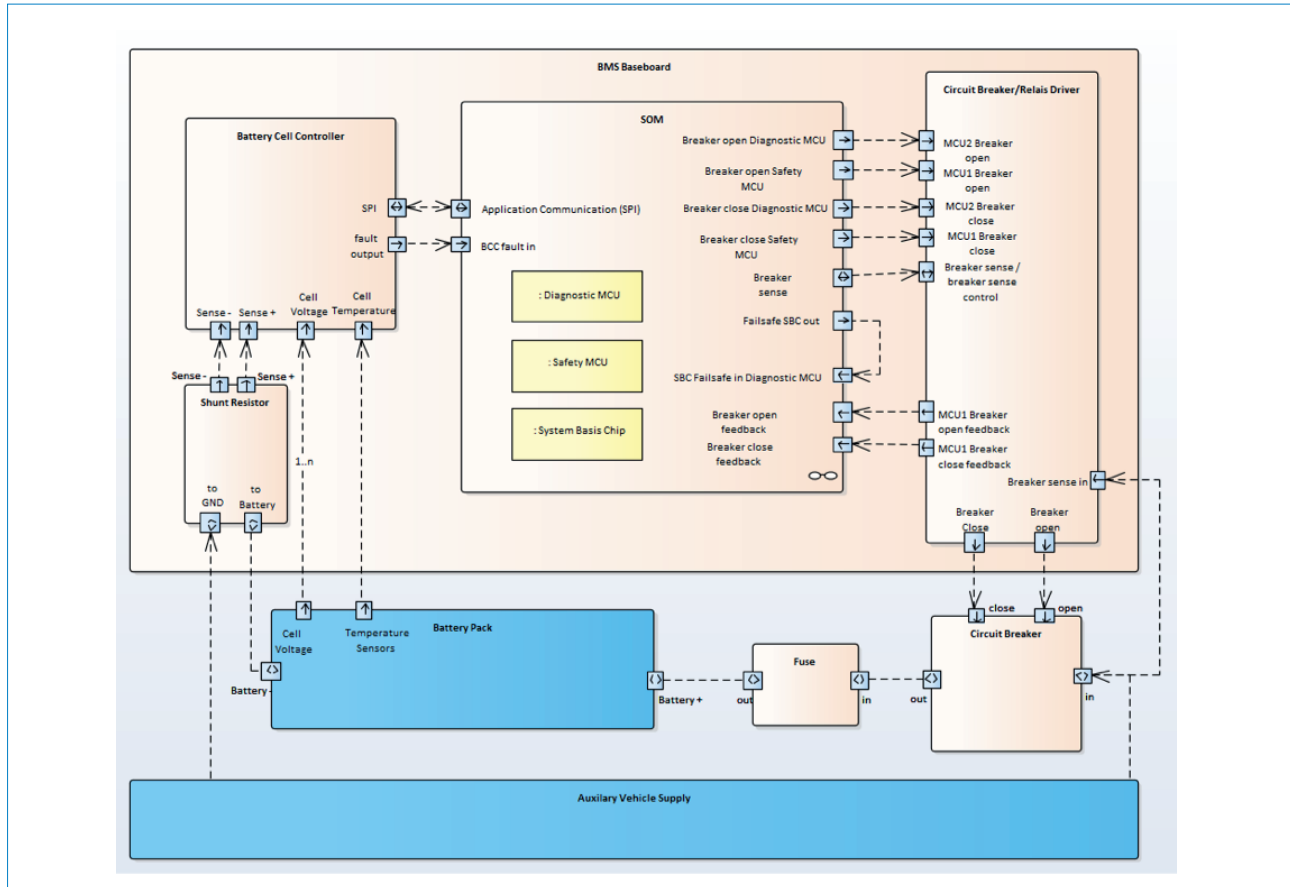 BMS Baseboard
Circuit Breaker/Relais Driver
SOM
Battery Cell Controller
Breaker open Diagnostic MCU
MCU2 Breaker
open
Breaker open Safety
MCU
MCU1 Breaker
open
SPI
Application Communication (SPI)
Breaker close Diagnostic MCU
MCU2 Breaker
close
fault
output
BCC fault in
Breaker close Safety
MCU
MCU1 Breaker
close
Breaker
sense
Breaker sense /
breaker sense
control
: Diagnostic MCU
Sense -
Sense +
Cell
Voltage
Cell
Temperature
Failsafe SBC out
: Safety MCU
SBC Failsafe in Diagnostic MCU
Sense -
Sense +
Shunt Resistor
: System Basis Chip
Breaker open
feedback
MCU1 Breaker
open feedback
Breaker close
feedback
MCU1 Breaker
close feedback
1..n
Breaker sense in
to
GND
to
Battery
Breaker
Close
Breaker
open
close
open
Circuit Breaker
Battery Pack
Cell
Voltage
Temperature
Sensors
Fuse
Battery -
Battery +
out
in
out
in
Auxilary Vehicle Supply